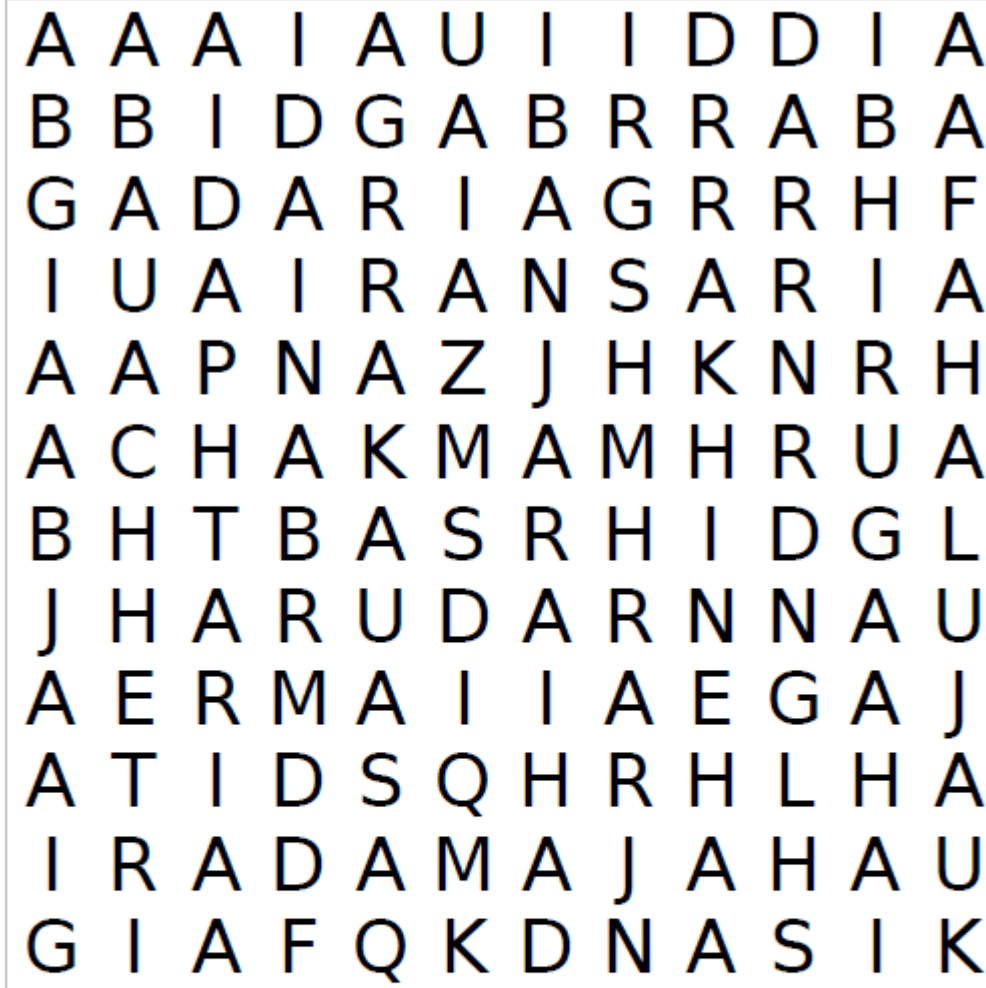 A A A I A U I I D D I A
B B I D G A B R R A B A
G A D A R I A G R R H F
I U A I R A N S A R I A
A A P N A Z J H K N R H
A C H A K M A M H R U A
B H T B A S R H I D G L
J H A R U D A R N N A U
A E R M A I I A E G A J
A T I D S Q H R H L H A
I R A D A M A J A H A U
G I A F Q K D N A S I K